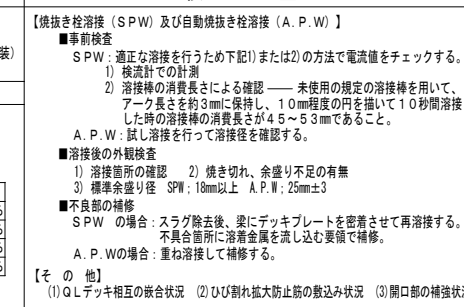 装)
【焼抜き栓溶接（ＳＰＷ）及び自動焼抜き栓溶接（Ａ.Ｐ.Ｗ）】
■事前検査
ＳＰＷ：適正な溶接を行うため下記1)または2)の方法で電流値をチェックする。
1) 検流計での計測
2) 溶接棒の消費長さによる確認 ―― 未使用の規定の溶接棒を用いて、
アーク長さを約3㎜に保持し、１０㎜程度の円を描いて１０秒間溶接
した時の溶接棒の消費長さが４５～５３㎜であること。
Ａ.Ｐ.Ｗ：試し溶接を行って溶接径を確認する。
■溶接後の外観検査
1) 溶接箇所の確認　2) 焼き切れ、余盛り不足の有無
3) 標準余盛り径　SPW；18㎜以上　A.P.W；25㎜±3
■不良部の補修
ＳＰＷ の場合：スラグ除去後、梁にデッキプレートを密着させて再溶接する。
不具合箇所に溶着金属を流し込む要領で補修。
Ａ.Ｐ.Ｗの場合：重ね溶接して補修する。
【そ の 他】
(1)ＱＬデッキ相互の嵌合状況　(2)ひび割れ拡大防止筋の敷込み状況　(3)開口部の補強状